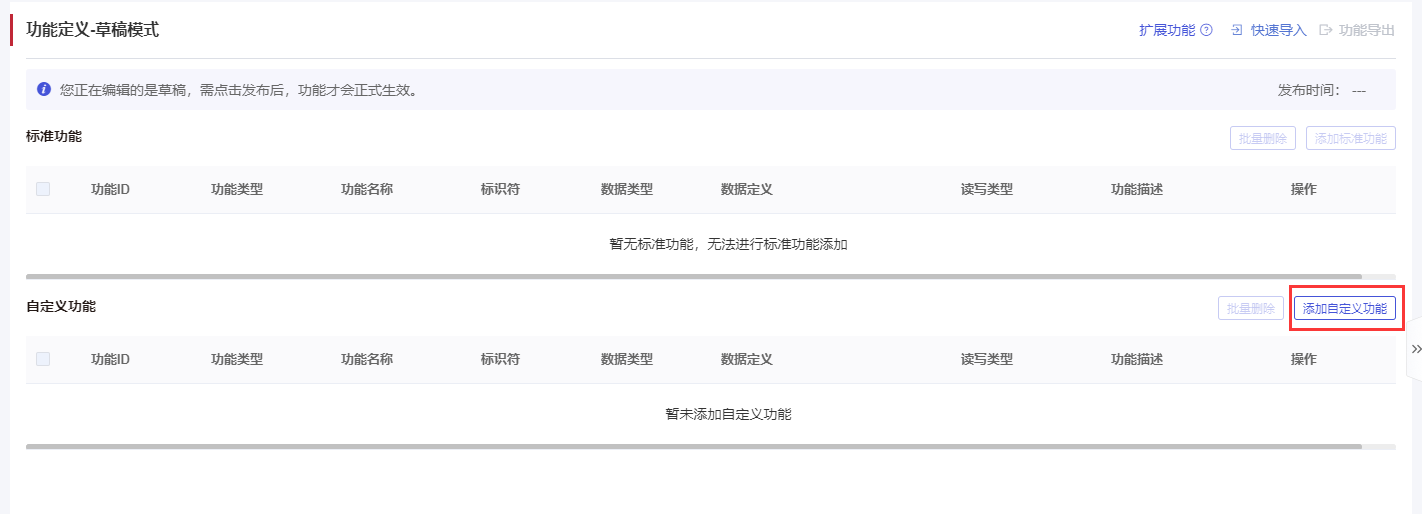 功能定义-草稿模式
扩展功能 快速导入 功能导出
您正在编辑的是草稿，需点击发布后，功能才会正式生效。 发布时间： ---
标准功能 批量删除 添加标准功能
功能ID 功能类型 功能名称 标识符 数据类型 数据定义 读写类型 功能描述 操作
暂无标准功能，无法进行标准功能添加
自定义功能 批量删除 添加自定义功能
功能ID 功能类型 功能名称 标识符 数据类型 数据定义 读写类型 功能描述 操作
暂未添加自定义功能